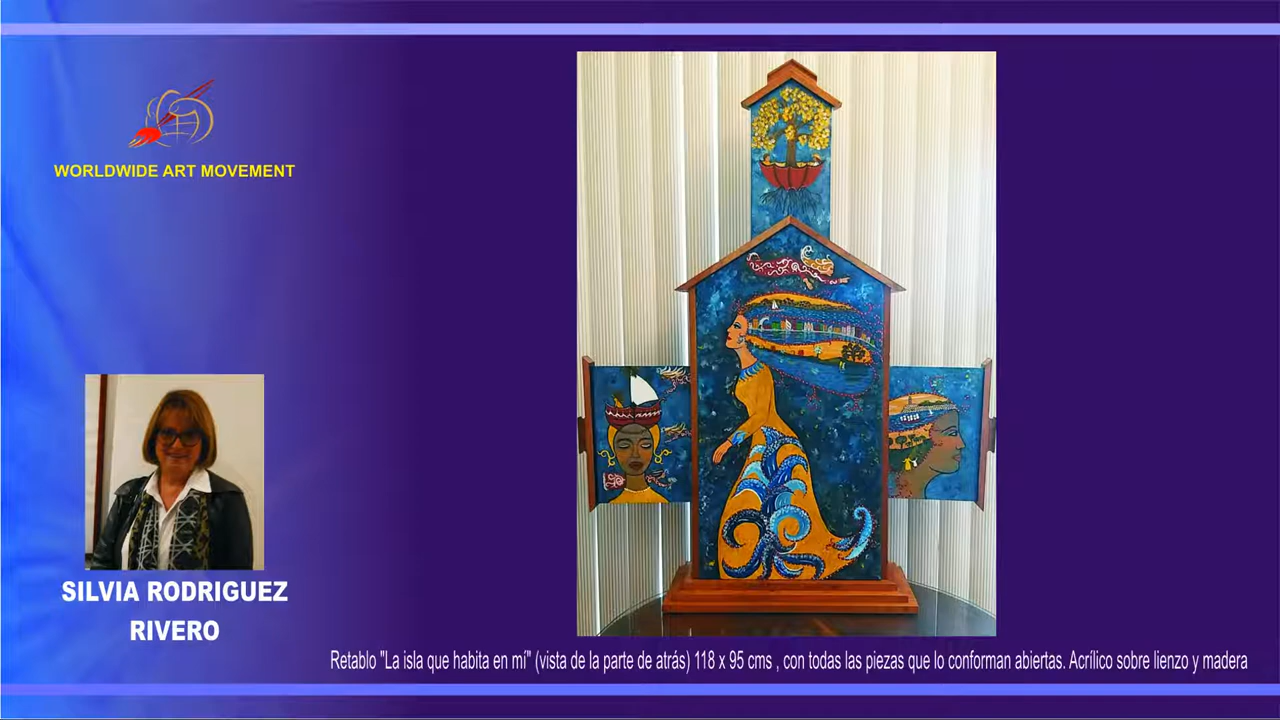 WORLDWIDE ART MOVEMENT
SILVIA RODRIGUEZ
RIVERO
Retablo "La isla que habita en mí" (vista de la parte de atrás) 118 x 95 cms , con todas las piezas que lo conforman abiertas. Acrílico sobre lienzo y madera